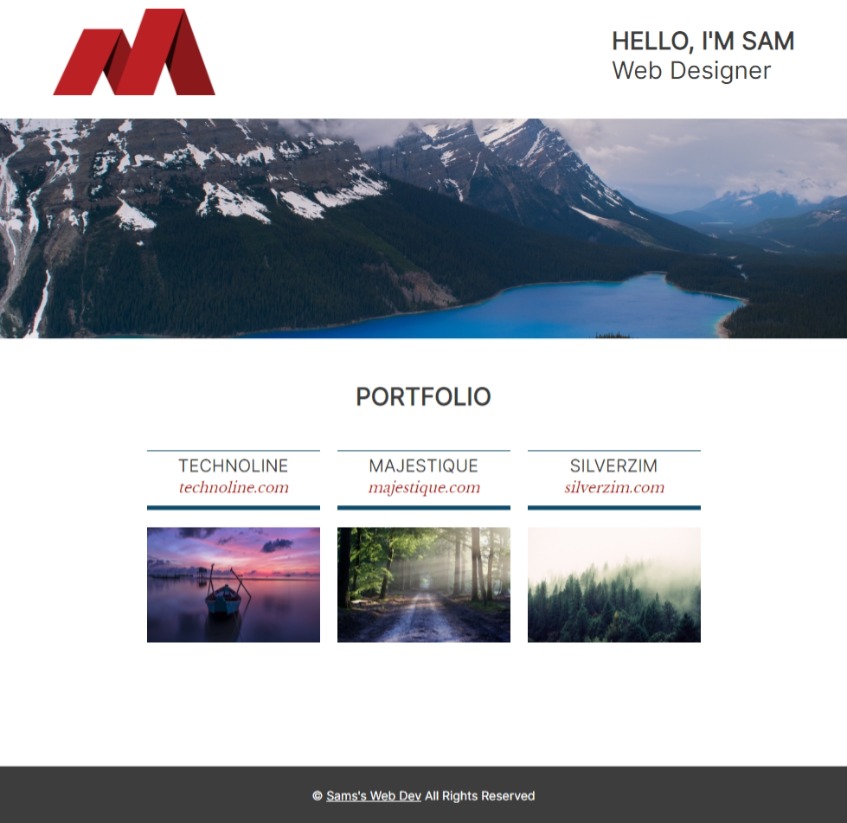 HELLO, I'M SAM
Web Designer
PORTFOLIO
TECHNOLINE
technoline.com
MAJESTIQUE
majestique.com
SILVERZIM
silverzim.com
© Sams's Web Dev All Rights Reserved